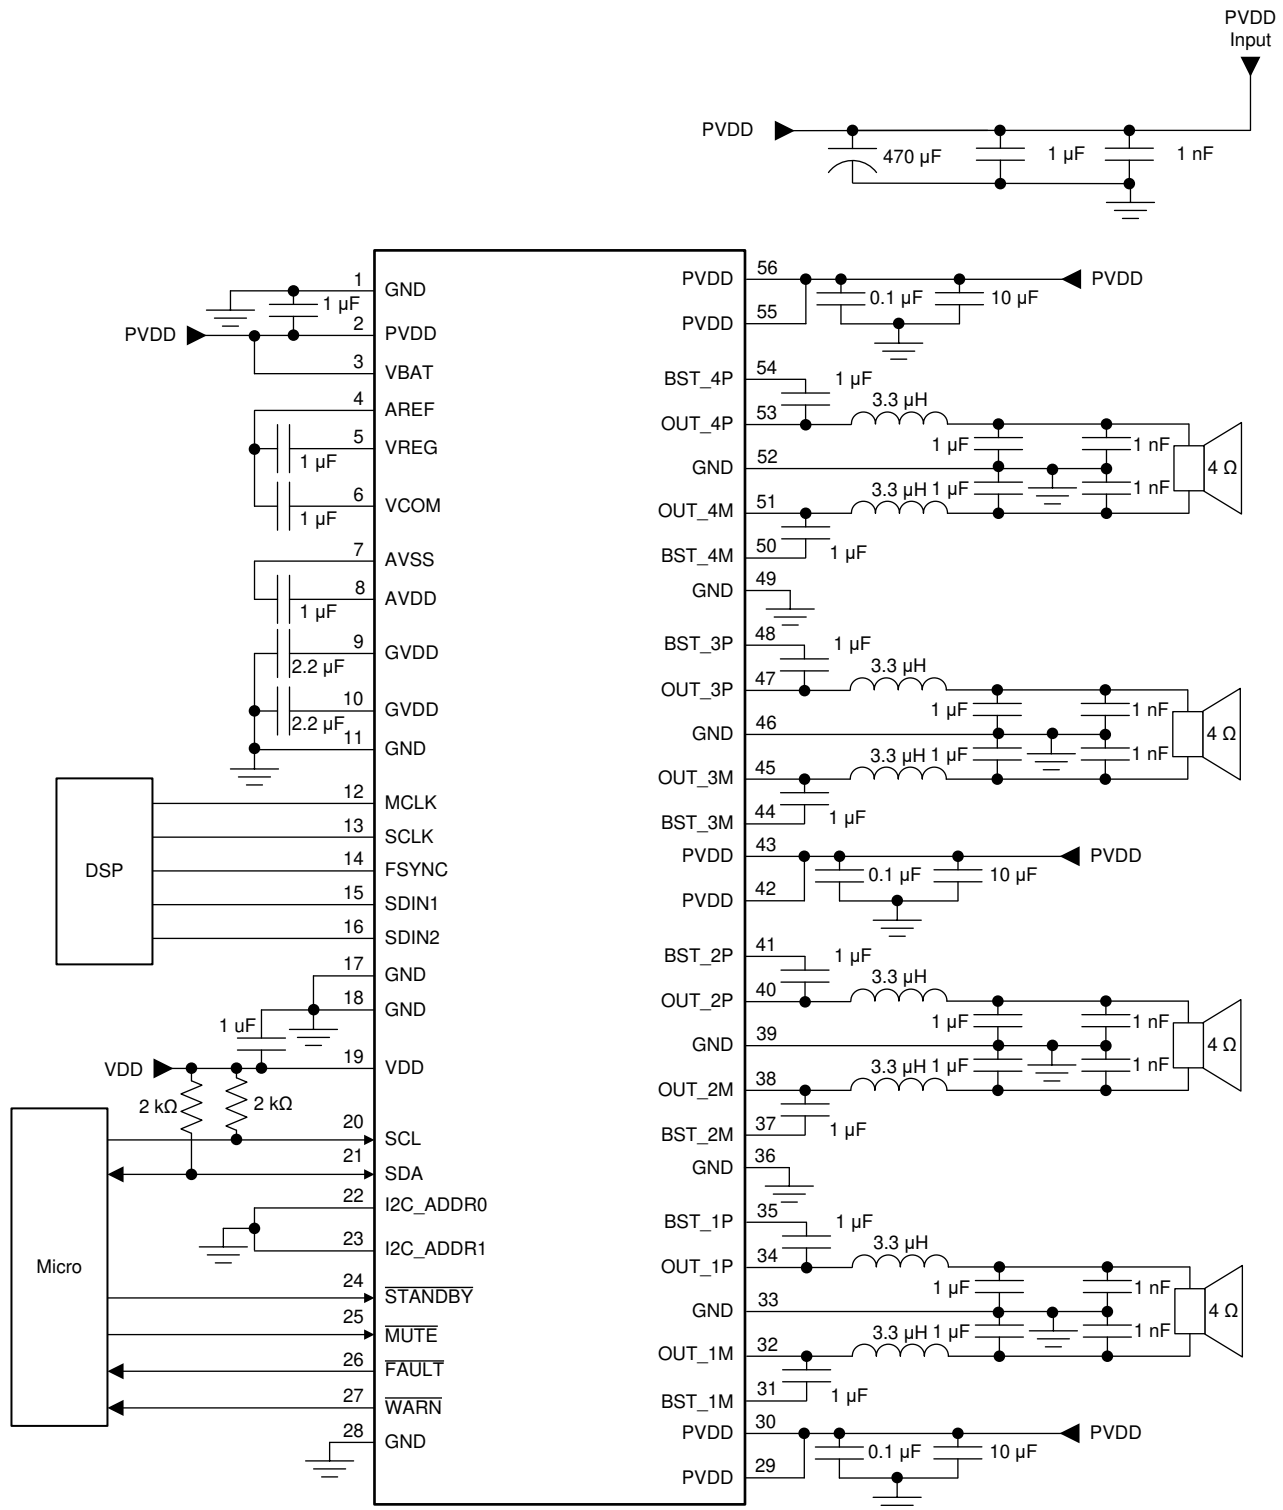 PVDD
Input
PVDD
470 µF
1 µF
1 nF
1
GND
1 µF
PVDD
2
PVDD
3
VBAT
4
AREF
5
VREG
1 µF
6
VCOM
1 µF
7
AVSS
8
AVDD
1 µF
9
GVDD
2.2 µF
10
GVDD
2.2 µF
11
GND
DSP
12
MCLK
13
SCLK
14
FSYNC
15
SDIN1
16
SDIN2
17
GND
18
GND
1 uF
VDD
19
VDD
2 kΩ
2 kΩ
Micro
20
SCL
21
SDA
22
I2C_ADDR0
23
I2C_ADDR1
24
STANDBY
25
MUTE
26
FAULT
27
WARN
28
GND
PVDD
56
PVDD
0.1 µF
10 µF
PVDD
55
BST_4P
54
1 µF
3.3 µH
OUT_4P
53
1 µF
1 nF
GND
52
4 Ω
3.3 µH
1 µF
1 nF
OUT_4M
51
BST_4M
50
1 µF
GND
49
BST_3P
48
1 µF
3.3 µH
OUT_3P
47
1 µF
1 nF
GND
46
4 Ω
3.3 µH
1 µF
1 nF
OUT_3M
45
BST_3M
44
1 µF
PVDD
43
PVDD
0.1 µF
10 µF
PVDD
42
BST_2P
41
1 µF
3.3 µH
OUT_2P
40
1 µF
1 nF
GND
39
4 Ω
3.3 µH
1 µF
1 nF
OUT_2M
38
BST_2M
37
1 µF
GND
36
BST_1P
35
1 µF
3.3 µH
OUT_1P
34
1 µF
1 nF
GND
33
4 Ω
3.3 µH
1 µF
1 nF
OUT_1M
32
BST_1M
31
1 µF
PVDD
30
PVDD
0.1 µF
10 µF
PVDD
29